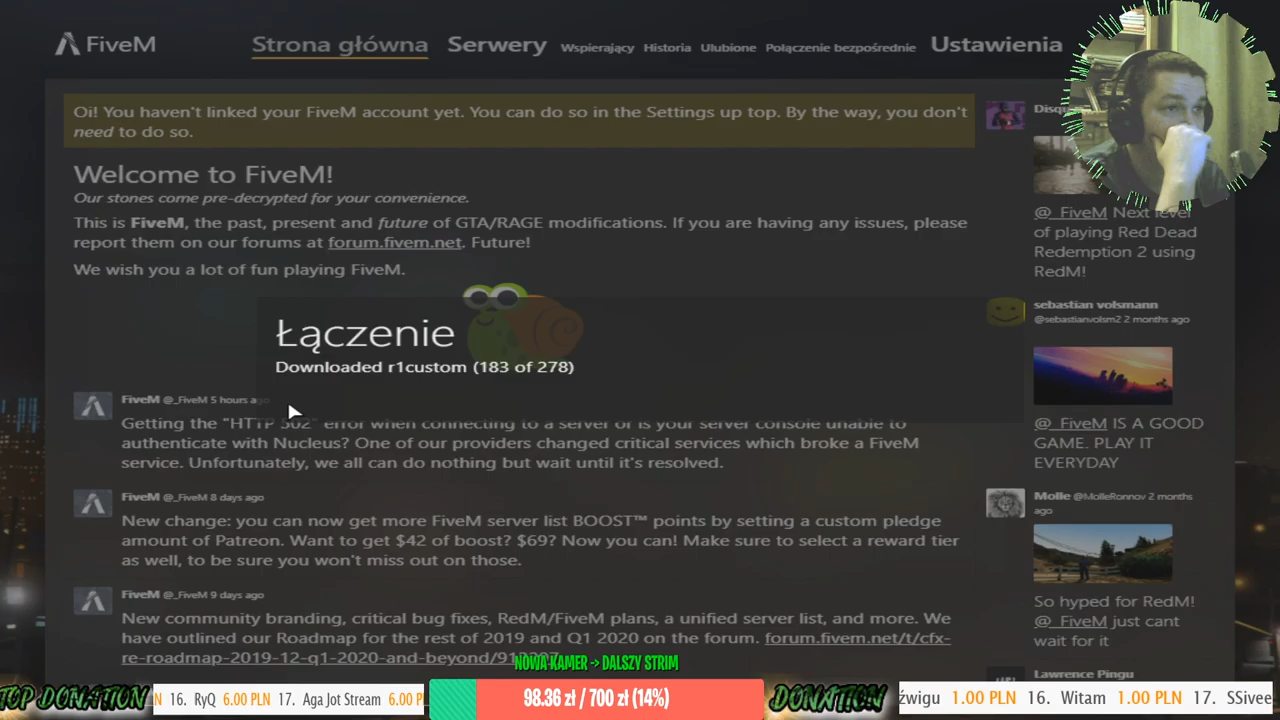 FiveM
Strona główna Serwery Wspierający Historia Ulubione Połączenie bezpośrednie Ustawienia
Oi! You haven't linked your FiveM account yet. You can do so in the Settings up top. By the way, you don't
need to do so.
Welcome to FiveM!
Our stones come pre-decrypted for your convenience.
This is FiveM, the past, present and future of GTA/RAGE modifications. If you are having any issues, please
report them on our forums at forum.fivem.net. Future!
We wish you a lot of fun playing FiveM.
Łączenie
Downloaded r1custom (183 of 278)
FiveM @_FiveM 5 hours ago
Getting the "HTTP 502" error when connecting to a server or is your server console unable to
authenticate with Nucleus? One of our providers changed critical services which broke a FiveM
service. Unfortunately, we all can do nothing but wait until it's resolved.
FiveM @_FiveM 8 days ago
New change: you can now get more FiveM server list BOOST™ points by setting a custom pledge
amount of Patreon. Want to get $42 of boost? $69? Now you can! Make sure to select a reward tier
as well, to be sure you won't miss out on those.
FiveM @_FiveM 9 days ago
New community branding, critical bug fixes, RedM/FiveM plans, a unified server list, and more. We
have outlined our Roadmap for the rest of 2019 and Q1 2020 on the forum. forum.fivem.net/t/cfx-
re-roadmap-2019-12-q1-2020-and-beyond/
@_FiveM Next level
of playing Red Dead
Redemption 2 using
RedM!
sebastian volsmann
@sebastianvolsm2 2 months ago
@_FiveM IS A GOOD
GAME. PLAY IT
EVERYDAY
Molle @MolleRonnov 2 months
ago
So hyped for RedM!
@_FiveM just cant
wait for it
Lawrence Pingu
NOWA KAMER -> DALSZY STRIM
TOP DONATION
N 16. RyQ 6.00 PLN 17. Aga Jot Stream 6.00 P
98.36 zł / 700 zł (14%)
DONATION
źwigu 1.00 PLN 16. Witam 1.00 PLN 17. SSivee